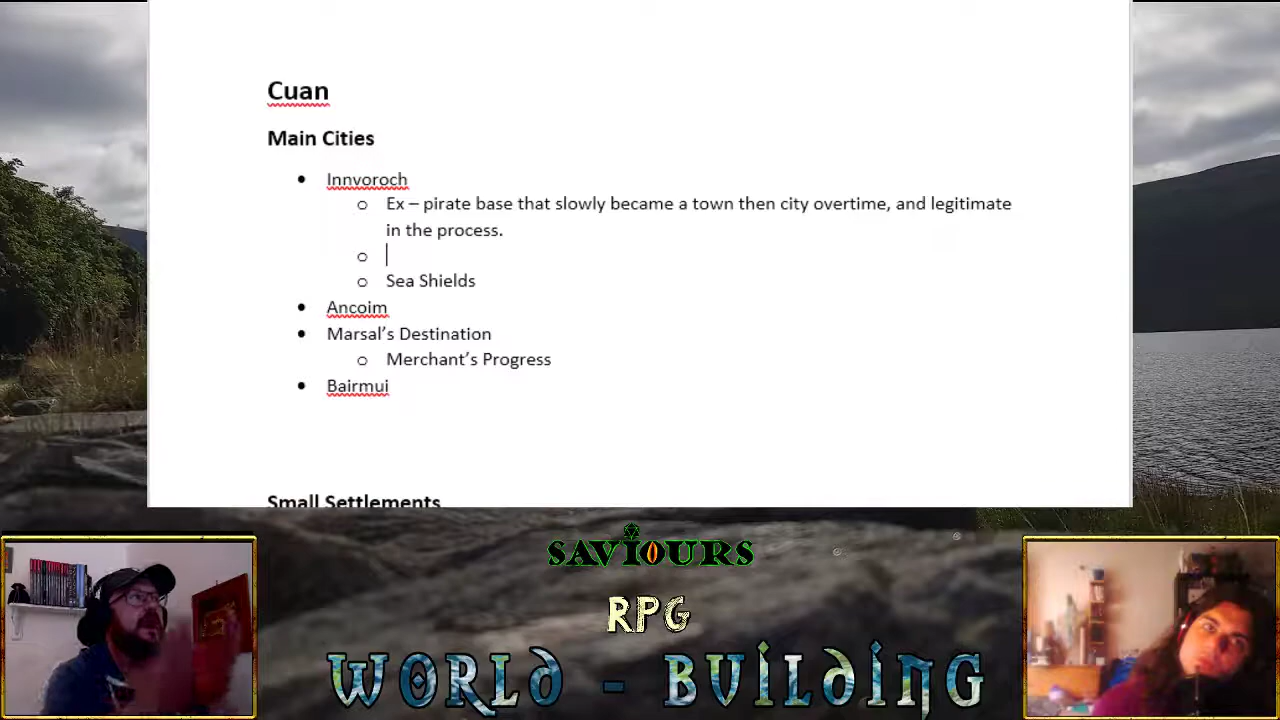 Cuan
Main Cities
• Innvoroch
o Ex – pirate base that slowly became a town then city overtime, and legitimate
in the process.
o
o Sea Shields
• Ancoim
• Marsal's Destination
o Merchant's Progress
• Bairmui
Small Settlements
SAVIOURS
RPG
WORLD - BUILDING